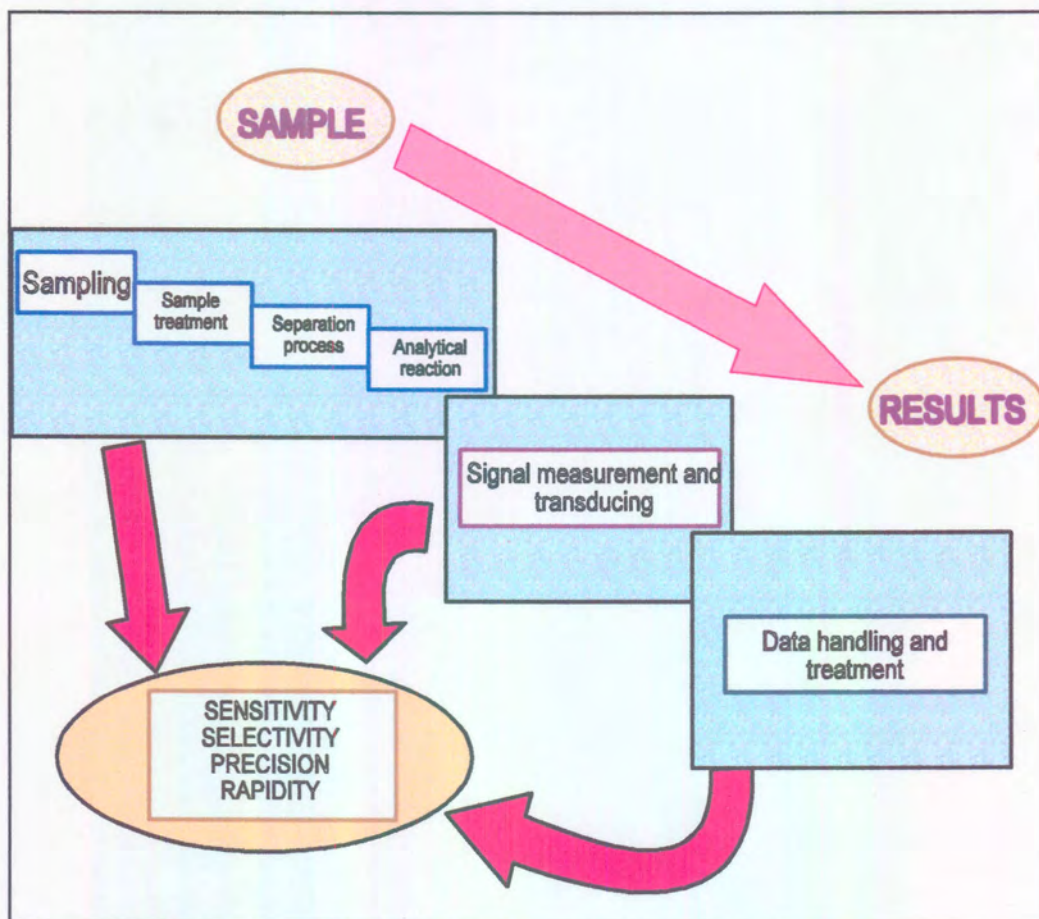 SAMPLE
Sampling
Sample
treatment
Separation
process
Analytical
reaction
RESULTS
Signal measurement and
transducing
Data handling and
treatment
SENSITIVITY
SELECTIVITY
PRECISION
RAPIDITY